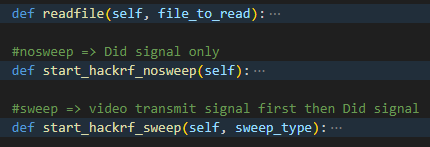 def readfile(self, file_to_read):···
#nosweep => Did signal only
def start_hackrf_nosweep(self):···
#sweep => video transmit signal first then Did signal
def start_hackrf_sweep(self, sweep_type):···